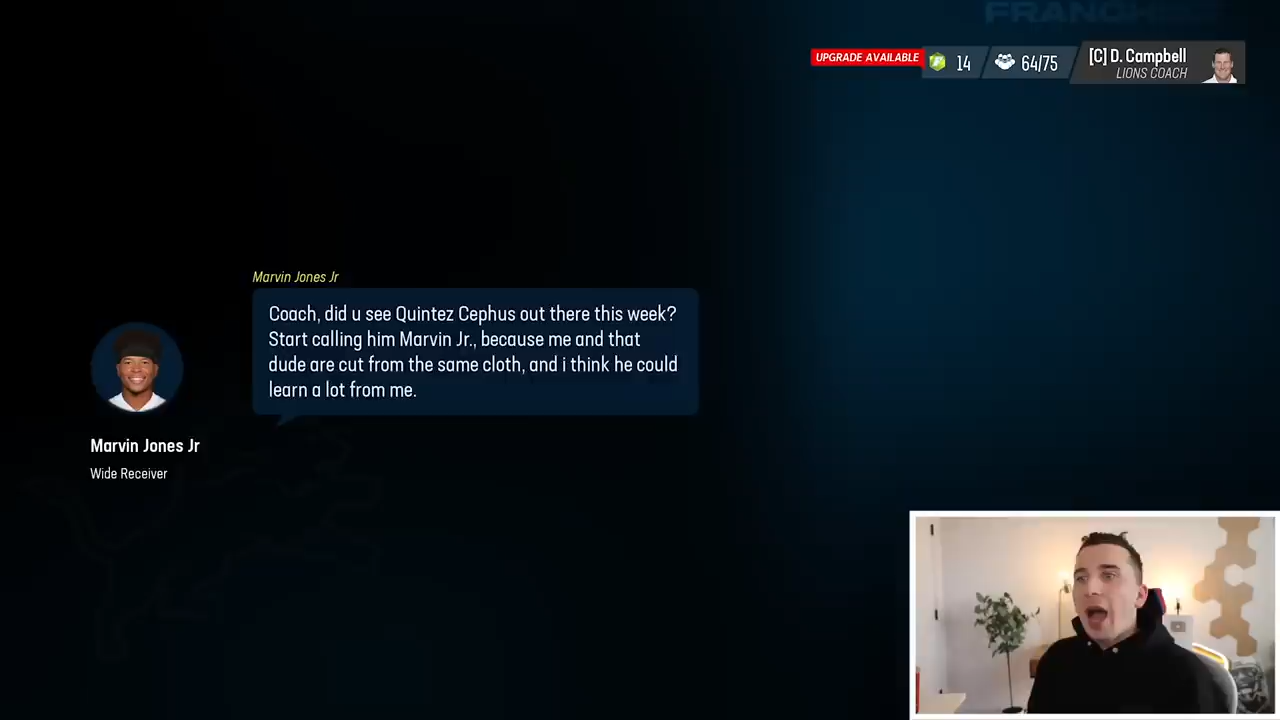 FRANCHISE
UPGRADE AVAILABLE
14
64/75
[C] D. Campbell
LIONS COACH
Marvin Jones Jr
Coach, did u see Quintez Cephus out there this week?
Start calling him Marvin Jr., because me and that
dude are cut from the same cloth, and i think he could
learn a lot from me.
Marvin Jones Jr
Wide Receiver